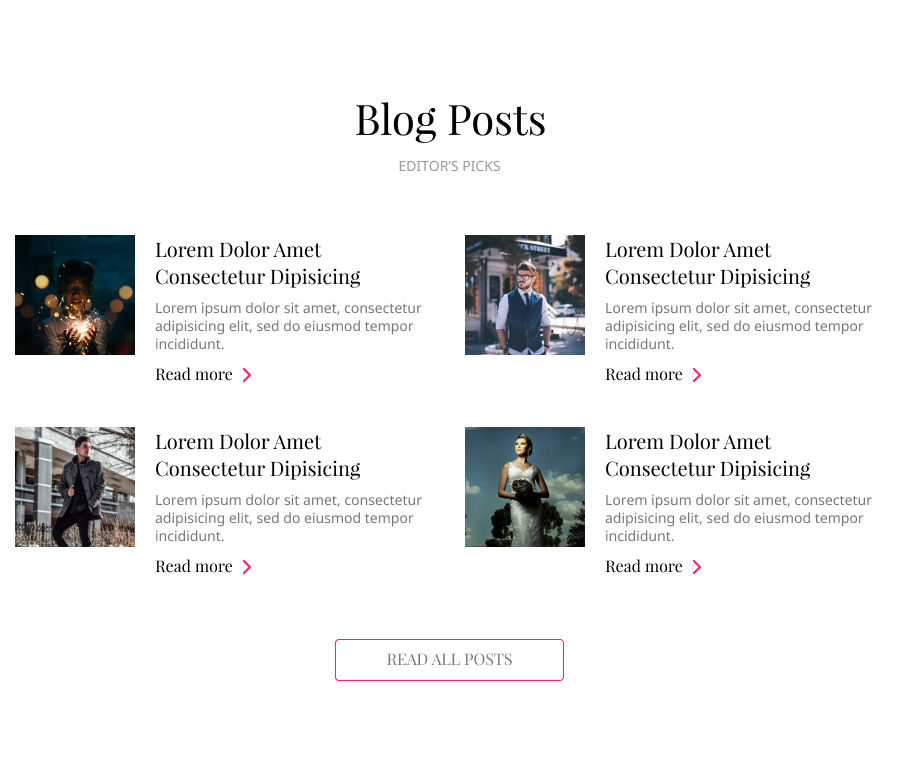 Blog Posts
EDITOR'S PICKS
Lorem Dolor Amet
Consectetur Dipisicing
Lorem ipsum dolor sit amet, consectetur
adipisicing elit, sed do eiusmod tempor
incididunt.
Read more
STREET
Lorem Dolor Amet
Consectetur Dipisicing
Lorem ipsum dolor sit amet, consectetur
adipisicing elit, sed do eiusmod tempor
incididunt.
Read more
Lorem Dolor Amet
Consectetur Dipisicing
Lorem ipsum dolor sit amet, consectetur
adipisicing elit, sed do eiusmod tempor
incididunt.
Read more
Lorem Dolor Amet
Consectetur Dipisicing
Lorem ipsum dolor sit amet, consectetur
adipisicing elit, sed do eiusmod tempor
incididunt.
Read more
READ ALL POSTS